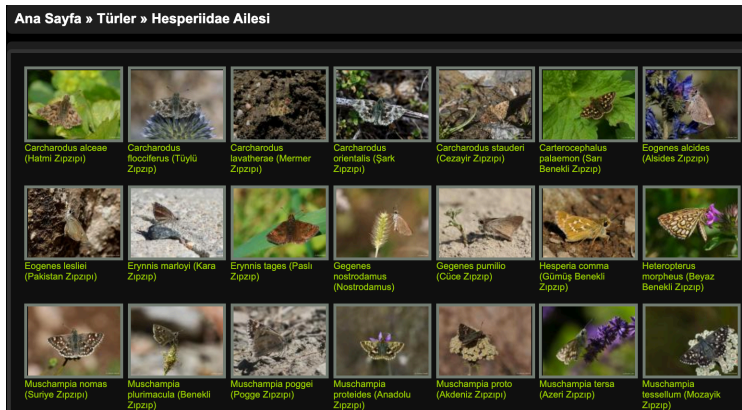 Ana Sayfa » Türler » Hesperiidae Ailesi
Carcharodus alceae
(Hatmi Zıpzıpı)
Carcharodus
flocciferus (Tüylü
Zıpzıp)
Carcharodus
lavatherae (Mermer
Zıpzıpı)
Carcharodus
orientalis (Şark
Zıpzıpı)
Carcharodus stauderi
(Cezayir Zıpzıpı)
Carterocephalus
palaemon (Sarı
Benekli Zıpzıp)
Eogenes alcides
(Alsides Zıpzıpı)
Eogenes lesliei
(Pakistan Zıpzıpı)
Erynnis marloyi (Kara
Zıpzıp)
Erynnis tages (Paslı
Zıpzıp)
Gegenes
nostrodamus
(Nostrodamus)
Gegenes pumilio
(Cüce Zıpzıp)
Hesperia comma
(Gümüş Benekli
Zıpzıp)
Heteropterus
morpheus (Beyaz
Benekli Zıpzıp)
Muschampia nomas
(Suriye Zıpzıpı)
Muschampia
plurimacula (Benekli
Zıpzıp)
Muschampia poggei
(Pogge Zıpzıpı)
Muschampia
proteides (Anadolu
Zıpzıpı)
Muschampia proto
(Akdeniz Zıpzıpı)
Muschampia tersa
(Azeri Zıpzıpı)
Muschampia
tessellum (Mozayik
Zıpzıpı)